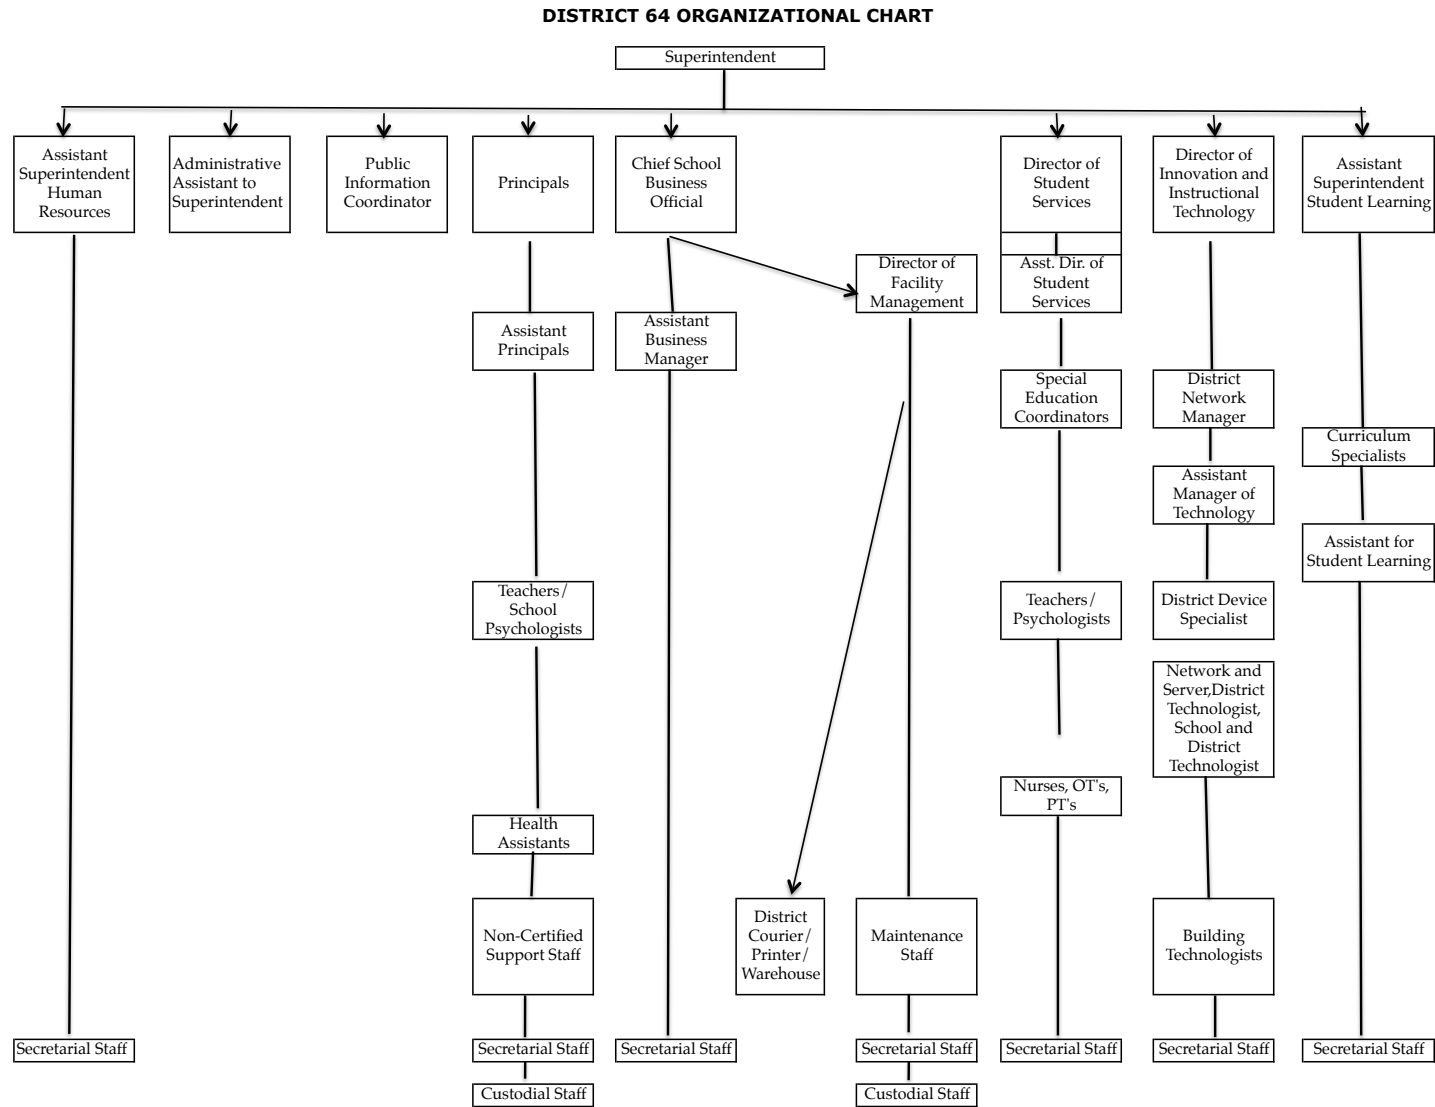 DISTRICT 64 ORGANIZATIONAL CHART
Superintendent
Assistant
Superintendent
Human
Resources
Administrative
Assistant to
Superintendent
Public
Information
Coordinator
Principals
Chief School
Business
Official
Director of
Student
Services
Director of
Innovation and
Instructional
Technology
Assistant
Superintendent
Student Learning
Director of
Facility
Management
Asst. Dir. of
Student
Services
Assistant
Principals
Assistant
Business
Manager
Special
Education
Coordinators
District
Network
Manager
Curriculum
Specialists
Assistant
Manager of
Technology
Assistant for
Student Learning
Teachers/
School
Psychologists
Teachers/
Psychologists
District Device
Specialist
Network and
Server,District
Technologist,
School and
District
Technologist
Nurses, OT's,
PT's
Health
Assistants
Non-Certified
Support Staff
District
Courier/
Printer/
Warehouse
Maintenance
Staff
Building
Technologists
Secretarial Staff
Secretarial Staff
Secretarial Staff
Secretarial Staff
Secretarial Staff
Secretarial Staff
Secretarial Staff
Custodial Staff
Custodial Staff